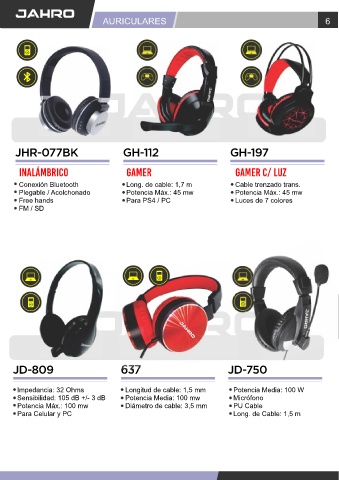 JAHRO
AURICULARES
6
JAHRO
JHR-077BK
INALÁMBRICO
• Conexión Bluetooth
• Plegable / Acolchonado
• Free hands
• FM / SD
GH-112
GAMER
• Long. de cable: 1,7 m
• Potencia Máx.: 45 mw
• Para PS4 / PC
GH-197
GAMER C/ LUZ
• Cable trenzado trans.
• Potencia Máx.: 45 mw
• Luces de 7 colores
JAHRO
JAHRO
JD-809
• Impedancia: 32 Ohms
• Sensibilidad: 105 dB +/- 3 dB
• Potencia Máx.: 100 mw
• Para Celular y PC
637
• Longitud de cable: 1,5 mm
• Potencia Media: 100 mw
• Diámetro de cable: 3,5 mm
JD-750
• Potencia Media: 100 W
• Micrófono
• PU Cable
• Long. de Cable: 1,5 m